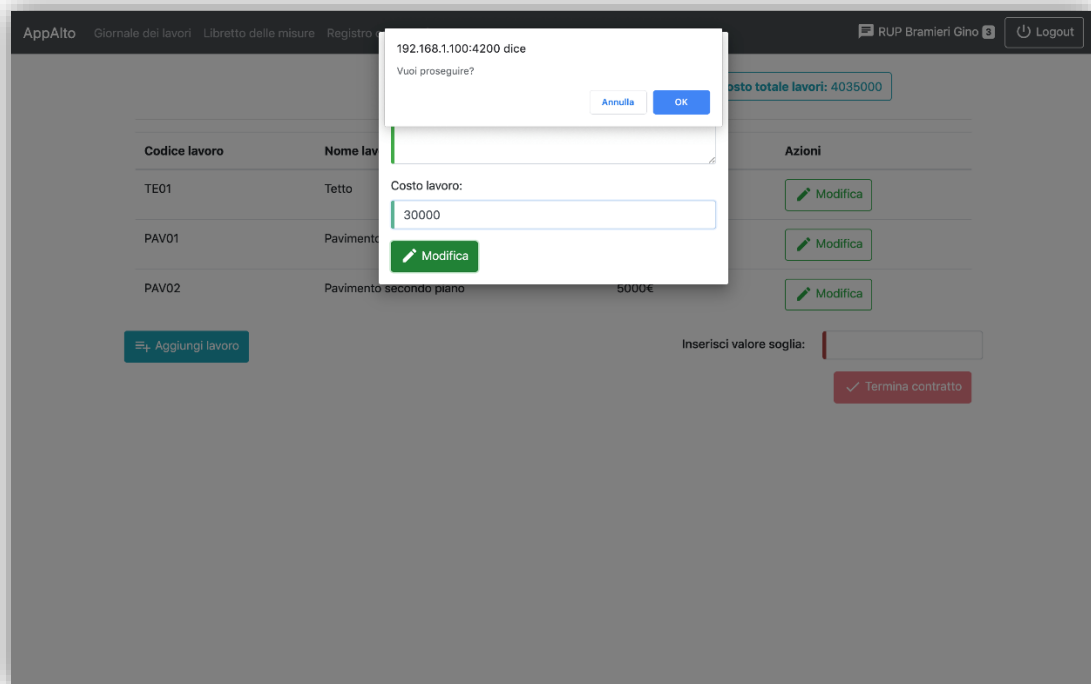 AppAlto Giornale dei lavori Libretto delle misure Registro RUP Bramieri Gino 3 Logout
192.168.1.100:4200 dice
Vuoi proseguire?
Annulla OK
totale lavori: 4035000
Codice lavoro Nome Azioni
Costo lavoro:
30000
Modifica
TE01 Tetto Modifica
PAV01 Pavimento Modifica
PAV02 Pavimento secondo piano 5000€ Modifica
Aggiungi lavoro Inserisci valore soglia:
Termina contratto